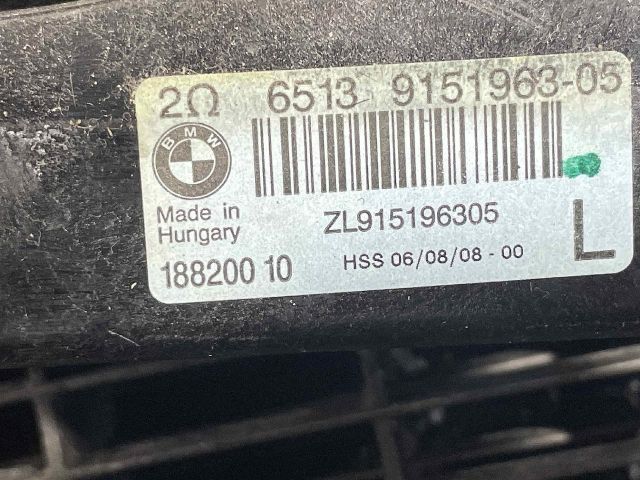 2Ω 6513 9151963-05
BMW
Made in
Hungary
ZL915196305
L
188200 10
HSS 06/08/08 - 00